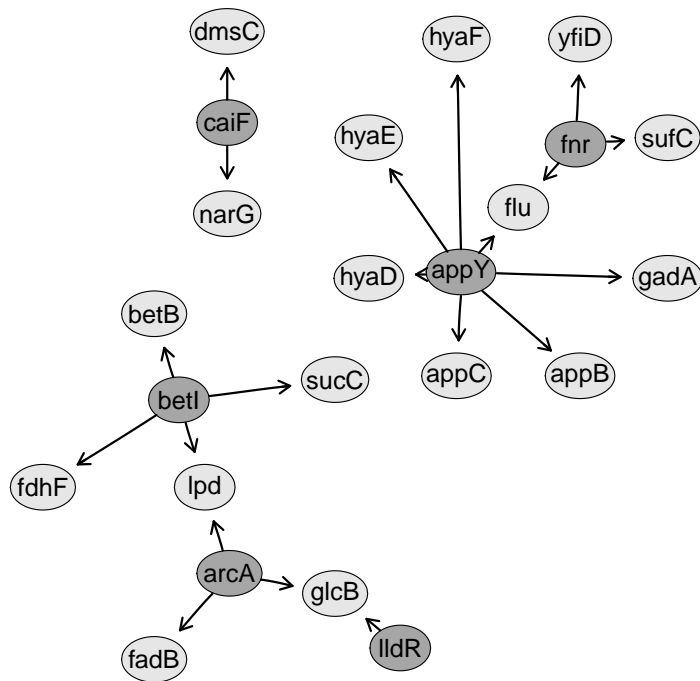 dmsC
hyaF
yfiD
caiF
hyaE
fnr
sufC
narG
flu
hyaD
appY
gadA
betB
sucC
appC
appB
betI
fdhF
lpd
arcA
glcB
fadB
lldR